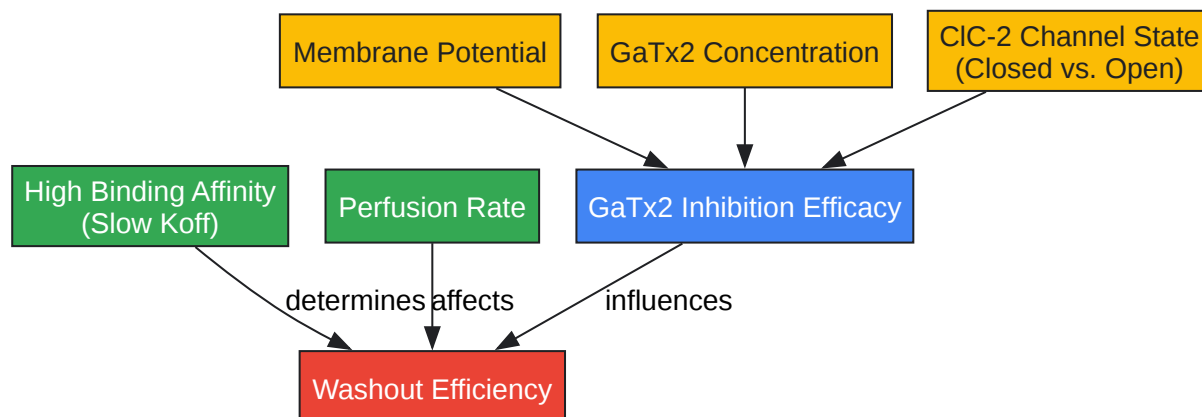 Membrane Potential
GaTx2 Concentration
ClC-2 Channel State
(Closed vs. Open)
High Binding Affinity
(Slow Koff)
Perfusion Rate
GaTx2 Inhibition Efficacy
determines
affects
influences
Washout Efficiency